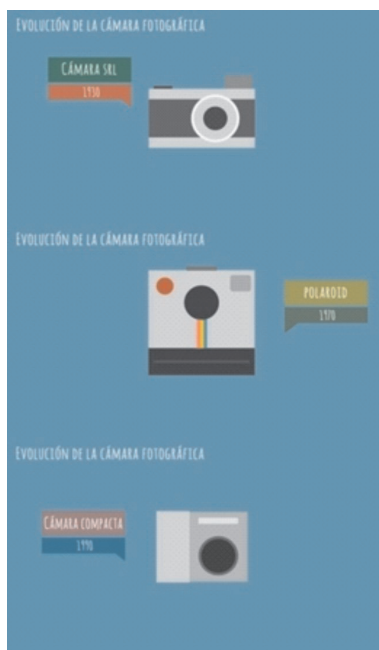 EVOLUCIÓN DE LA CÁMARA FOTOGRÁFICA
CÁMARA SRL
1930
EVOLUCIÓN DE LA CÁMARA FOTOGRÁFICA
POLAROID
1970
EVOLUCIÓN DE LA CÁMARA FOTOGRÁFICA
CÁMARA COMPACTA
1990